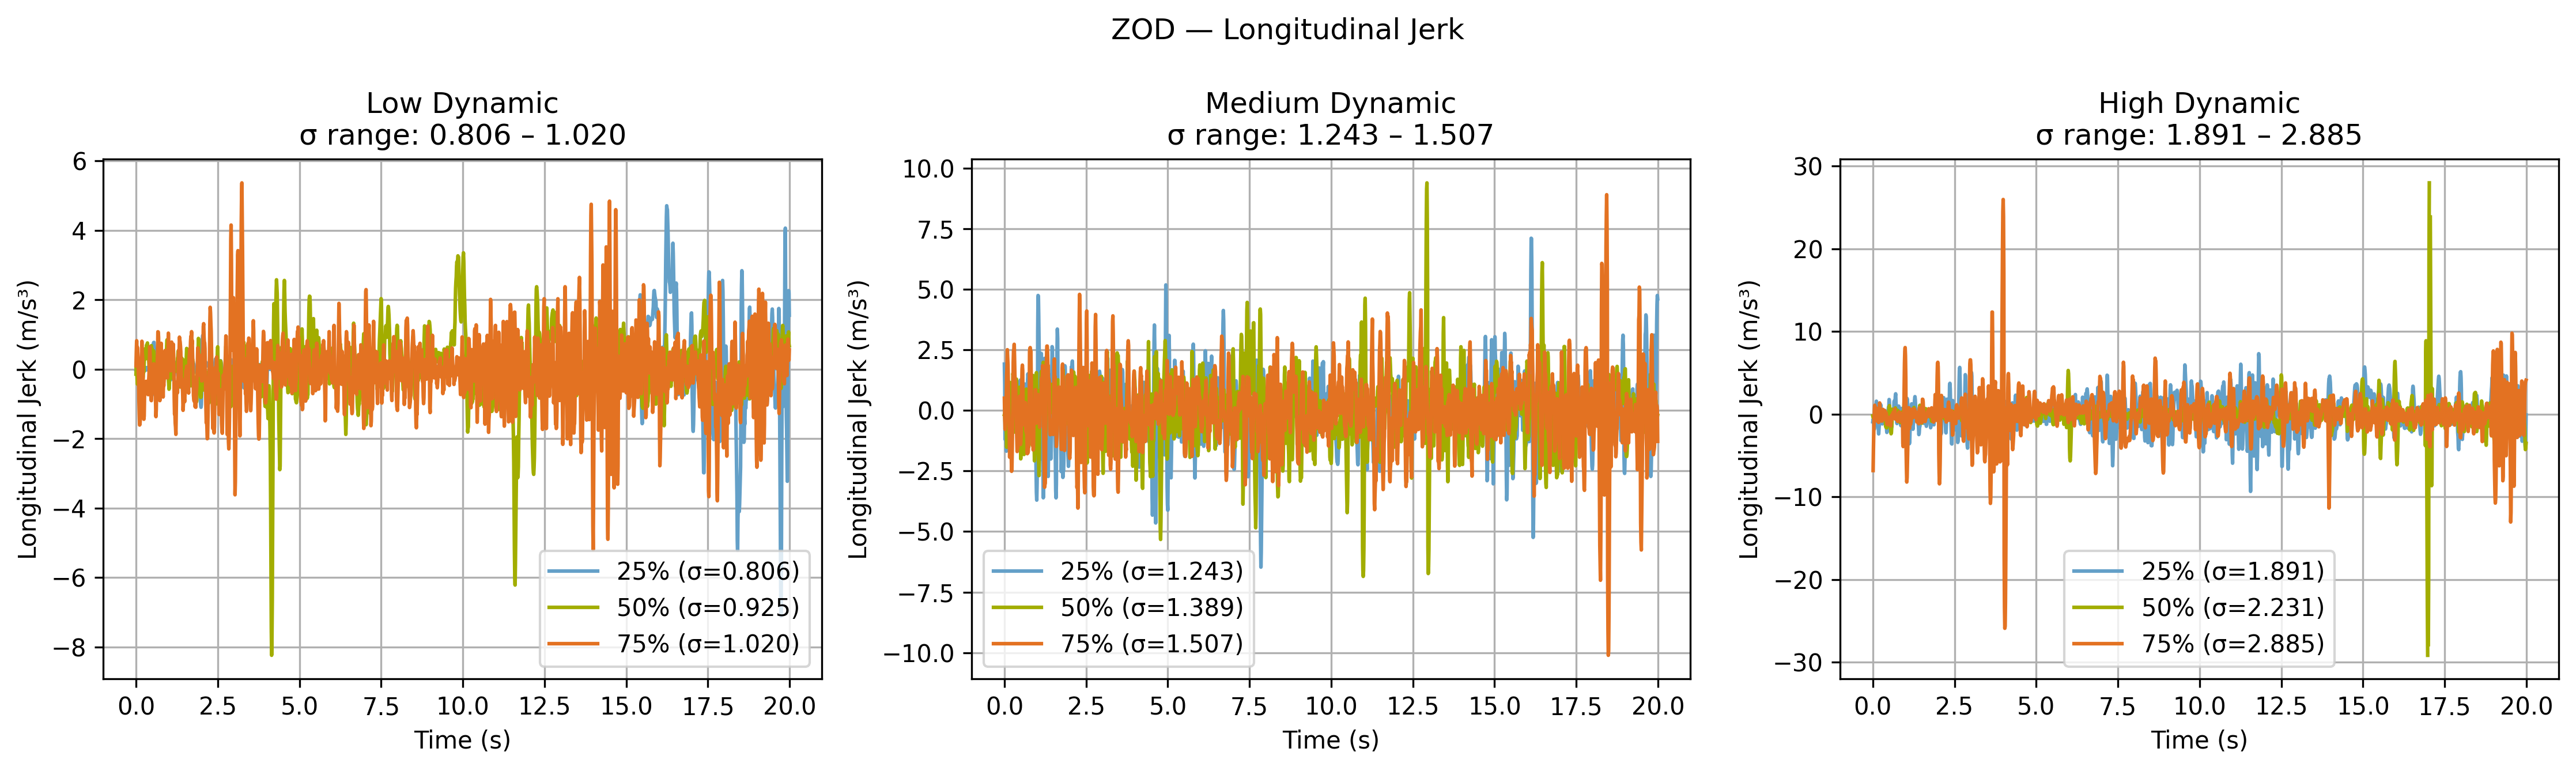 ZOD — Longitudinal Jerk
Low Dynamic
σ range: 0.806 – 1.020
Longitudinal Jerk (m/s³)
6
4
2
0
−2
−4
−6
−8
25% (σ=0.806)
50% (σ=0.925)
75% (σ=1.020)
0.0 2.5 5.0 7.5 10.0 12.5 15.0 17.5 20.0
Time (s)
Medium Dynamic
σ range: 1.243 – 1.507
Longitudinal Jerk (m/s³)
10.0
7.5
5.0
2.5
0.0
−2.5
−5.0
−7.5
−10.0
25% (σ=1.243)
50% (σ=1.389)
75% (σ=1.507)
0.0 2.5 5.0 7.5 10.0 12.5 15.0 17.5 20.0
Time (s)
High Dynamic
σ range: 1.891 – 2.885
Longitudinal Jerk (m/s³)
30
20
10
0
−10
−20
−30
25% (σ=1.891)
50% (σ=2.231)
75% (σ=2.885)
0.0 2.5 5.0 7.5 10.0 12.5 15.0 17.5 20.0
Time (s)